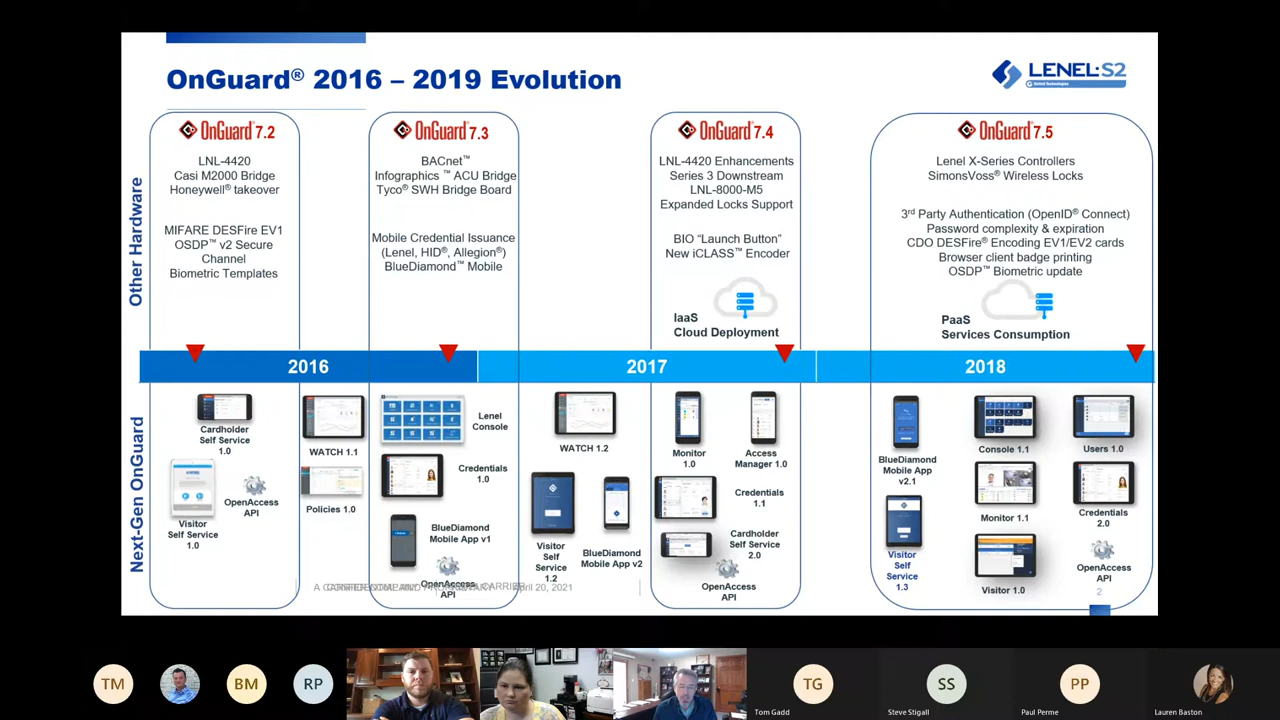 OnGuard® 2016 – 2019 Evolution
LENEL·S2
Other Hardware
OnGuard® 7.2
LNL-4420
Casi M2000 Bridge
Honeywell® takeover
MIFARE DESFire EV1
OSDP™ v2 Secure
Channel
Biometric Templates
OnGuard® 7.3
BACnet™
Infographics ™ ACU Bridge
Tyco® SWH Bridge Board
Mobile Credential Issuance
(Lenel, HID®, Allegion®)
BlueDiamond™ Mobile
OnGuard® 7.4
LNL-4420 Enhancements
Series 3 Downstream
LNL-8000-M5
Expanded Locks Support
BIO “Launch Button”
New iCLASS™ Encoder
IaaS
Cloud Deployment
OnGuard® 7.5
Lenel X-Series Controllers
SimonsVoss® Wireless Locks
3rd Party Authentication (OpenID® Connect)
Password complexity & expiration
CDO DESFire® Encoding EV1/EV2 cards
Browser client badge printing
OSDP™ Biometric update
PaaS
Services Consumption
2016
2017
2018
Next-Gen OnGuard
Cardholder
Self Service
1.0
Visitor
Self Service
1.0
OpenAccess
API
WATCH 1.1
Policies 1.0
Lenel
Console
Credentials
1.0
BlueDiamond
Mobile App v1
OpenAccess
API
WATCH 1.2
Visitor
Self
Service
1.2
BlueDiamond
Mobile App v2
Monitor
1.0
Access
Manager 1.0
Credentials
1.1
Cardholder
Self Service
2.0
OpenAccess
API
BlueDiamond
Mobile App
v2.1
Visitor
Self
Service
1.3
Console 1.1
Monitor 1.1
Visitor 1.0
Users 1.0
Credentials
2.0
OpenAccess
API
April 20, 2021
2
TM
BM
RP
TG
Tom Gadd
SS
Steve Stigall
PP
Paul Perme
Lauren Baston